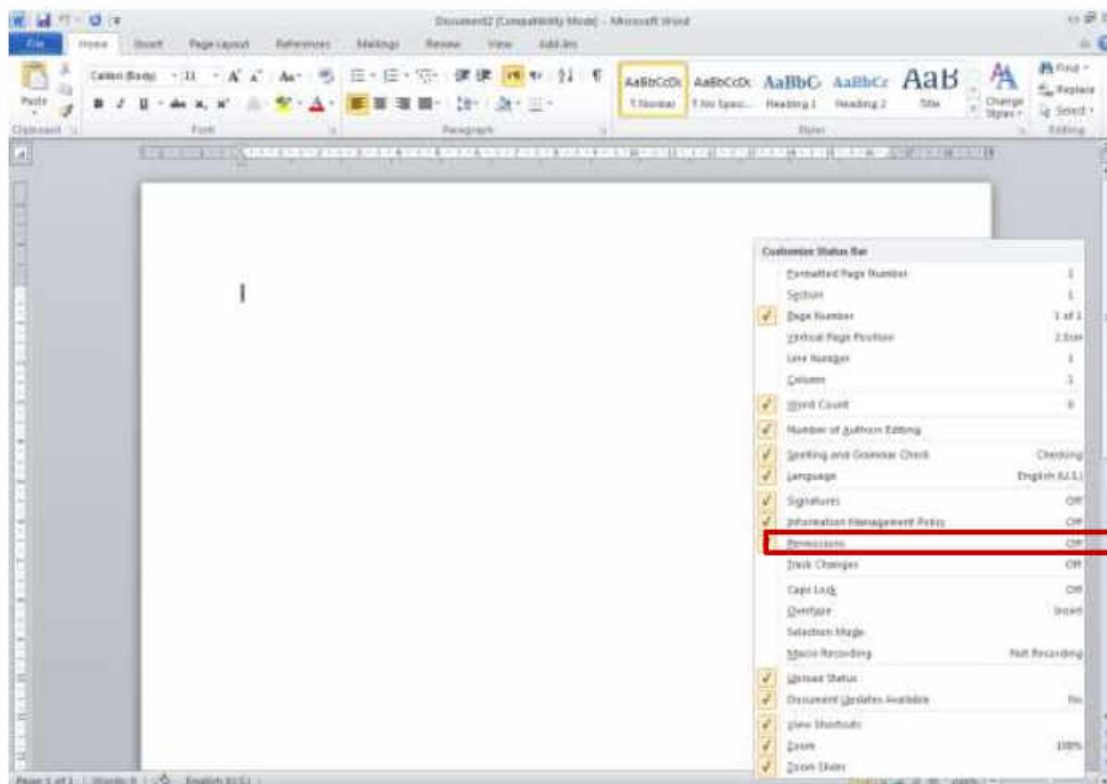 Document2 [Compatibility Mode] - Microsoft Word
File Home Insert Page Layout References Mailings Review View Add-Ins
Calibri (Body) 11
AaBbCcDc AaBbCcDc AaBbC AaBbCc AaB
Find
Replace
Select
Paste
¶ Normal ¶ No Spaci... Heading 1 Heading 2 Title
Change Styles
Clipboard Font Paragraph Styles Editing
Customize Status Bar
Formatted Page Number 1
Section 1
Page Number 1 of 1
Vertical Page Position
Line Number 1
Column 1
Word Count 0
Number of Authors Editing
Spelling and Grammar Check Checking
Language English (U.S.)
Signatures Off
Information Management Policy Off
Permissions Off
Track Changes Off
Caps Lock Off
Overtype Insert
Selection Mode
Macro Recording Not Recording
Upload Status
Document Updates Available No
View Shortcuts
Zoom 100%
Zoom Slider
Page: 1 of 1 Words: 0 English (U.S.) 100%